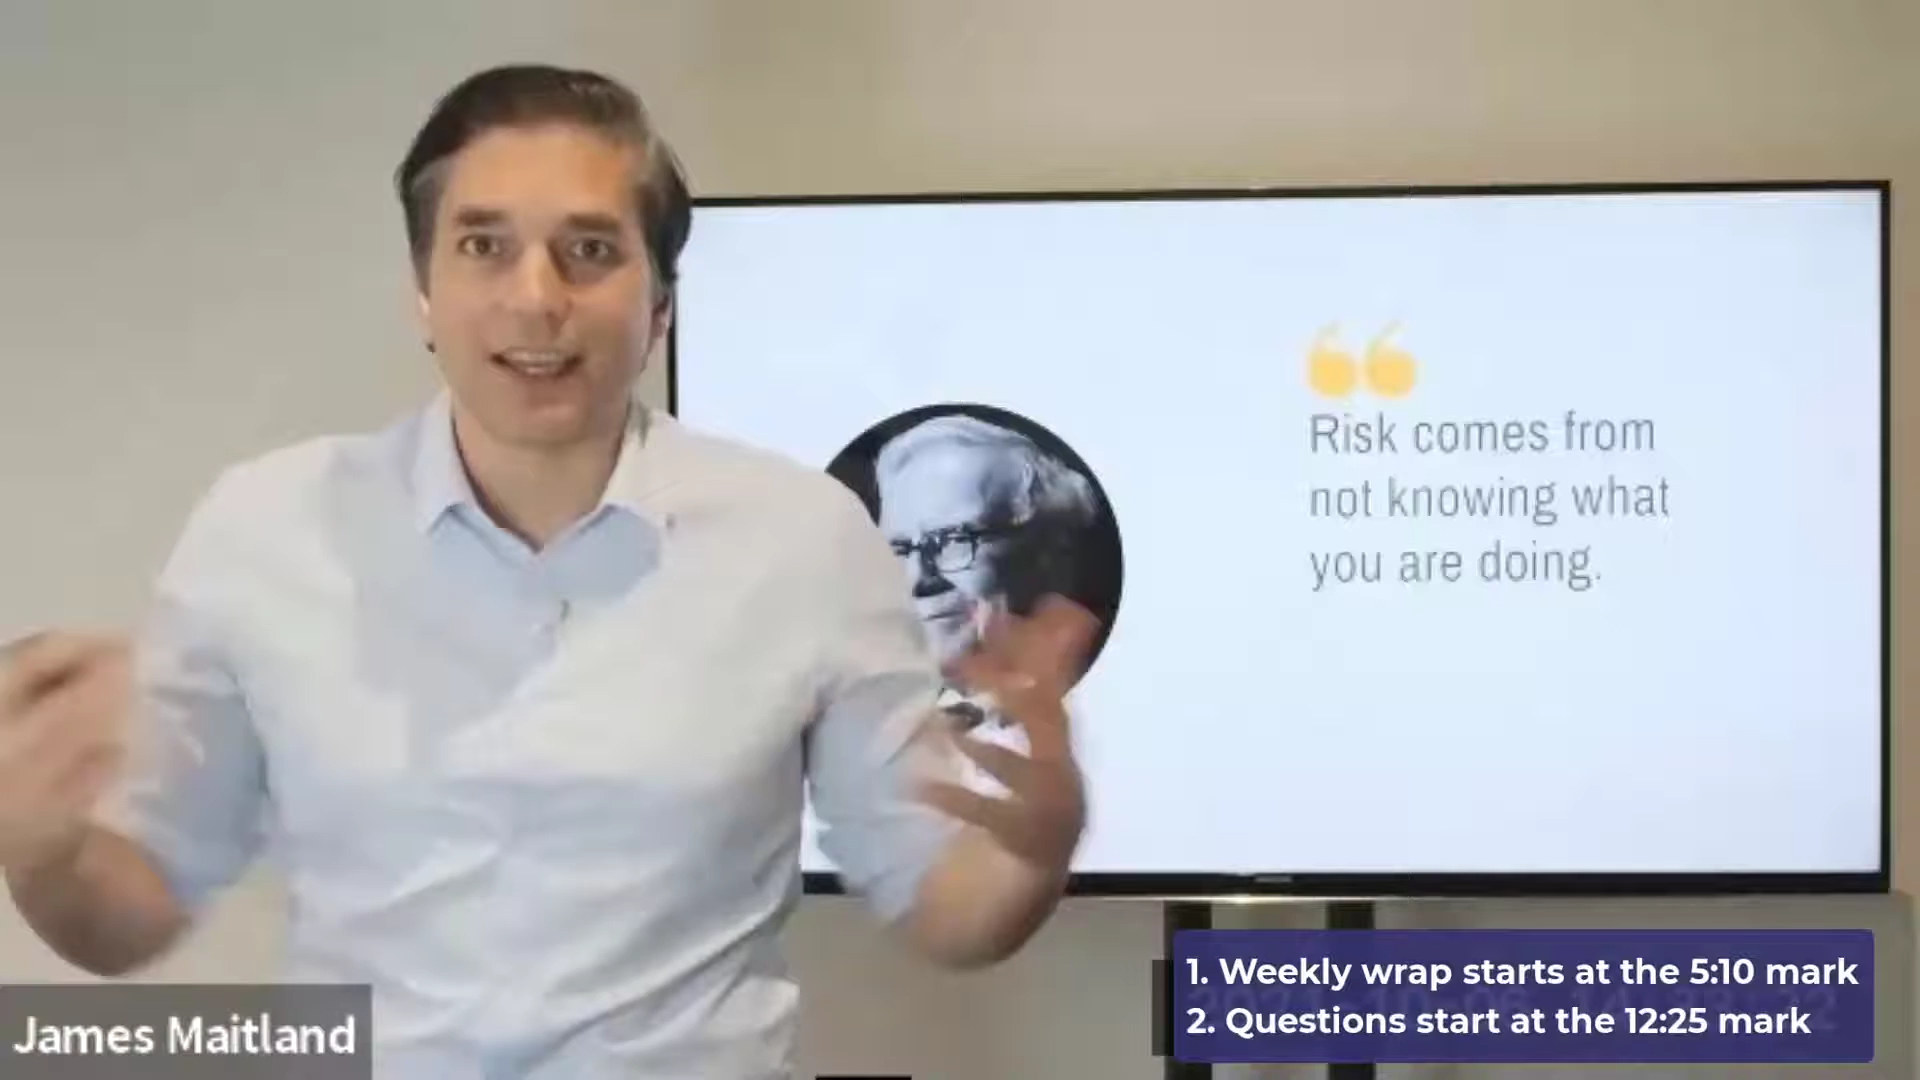 Risk comes from
not knowing what
you are doing.
1. Weekly wrap starts at the 5:10 mark
2. Questions start at the 12:25 mark
James Maitland